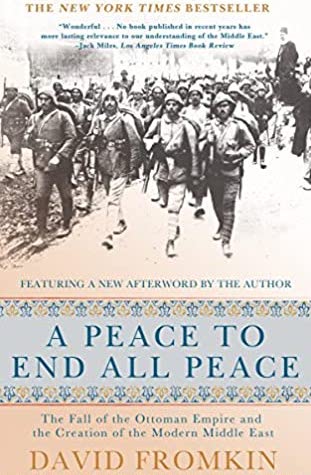 THE NEW YORK TIMES BESTSELLER
"Wonderful . . . No book published in recent years has
more lasting relevance to our understanding of the Middle East."
—Jack Miles, Los Angeles Times Book Review
FEATURING A NEW AFTERWORD BY THE AUTHOR
A PEACE TO
END ALL PEACE
The Fall of the Ottoman Empire and
the Creation of the Modern Middle East
DAVID FROMKIN